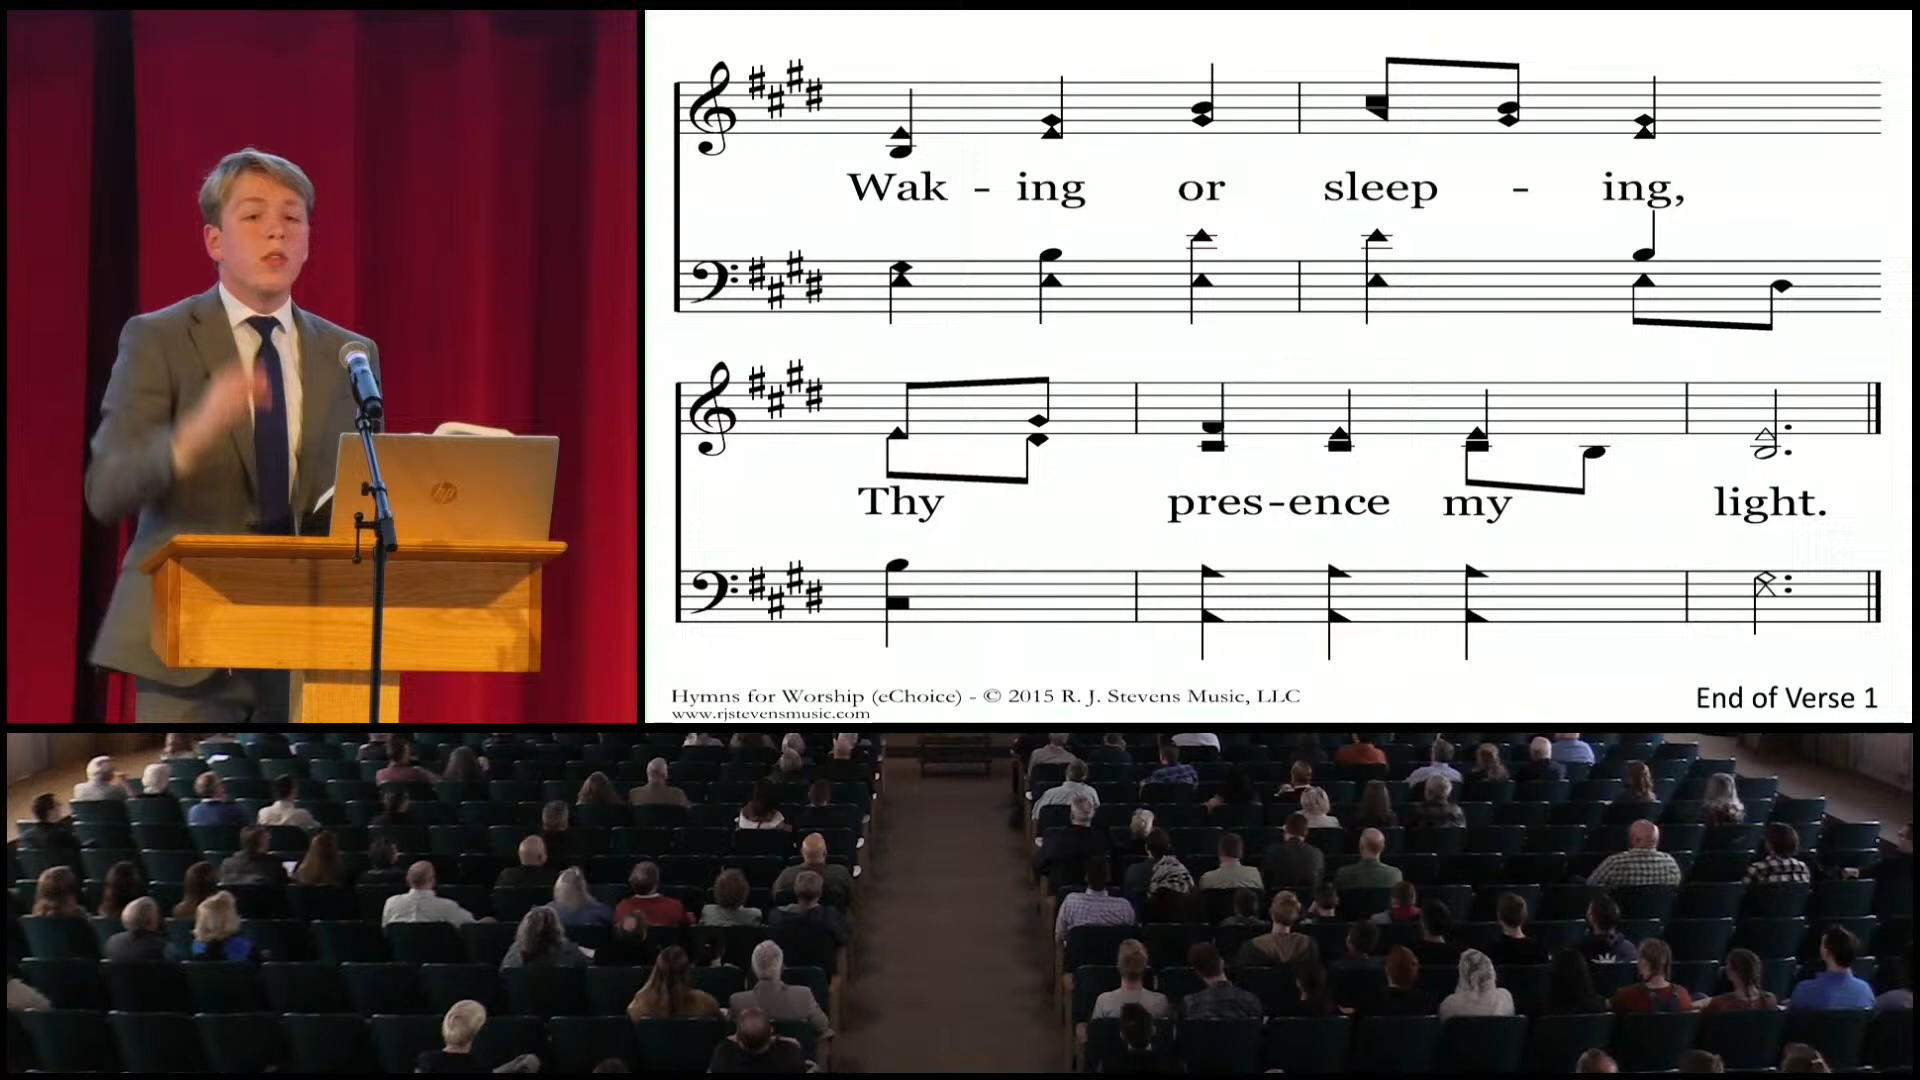 Wak - ing or sleep - ing,
Thy pres-ence my light.
Hymns for Worship (eChoice) - © 2015 R. J. Stevens Music, LLC
www.rjstevensmusic.com
End of Verse 1
hp